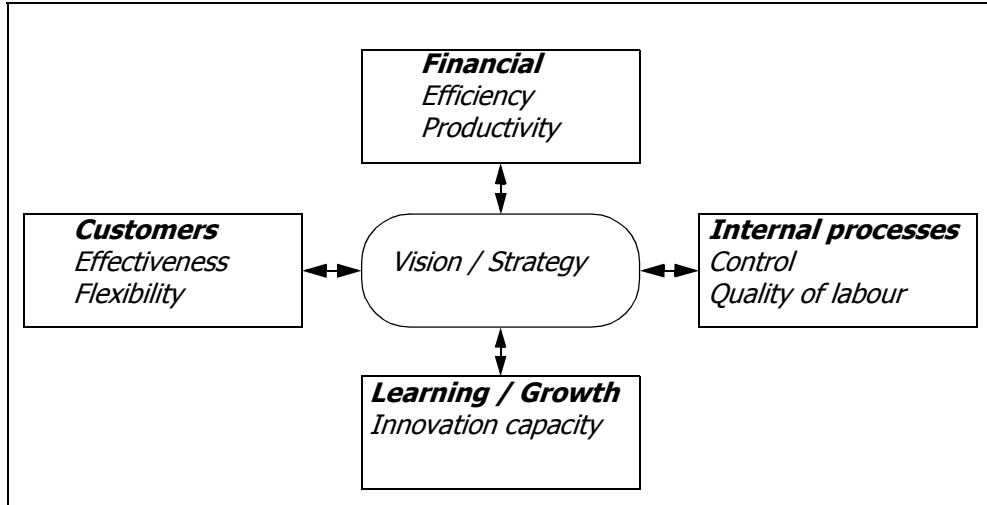 Financial
Efficiency
Productivity
Customers
Effectiveness
Flexibility
Vision / Strategy
Internal processes
Control
Quality of labour
Learning / Growth
Innovation capacity